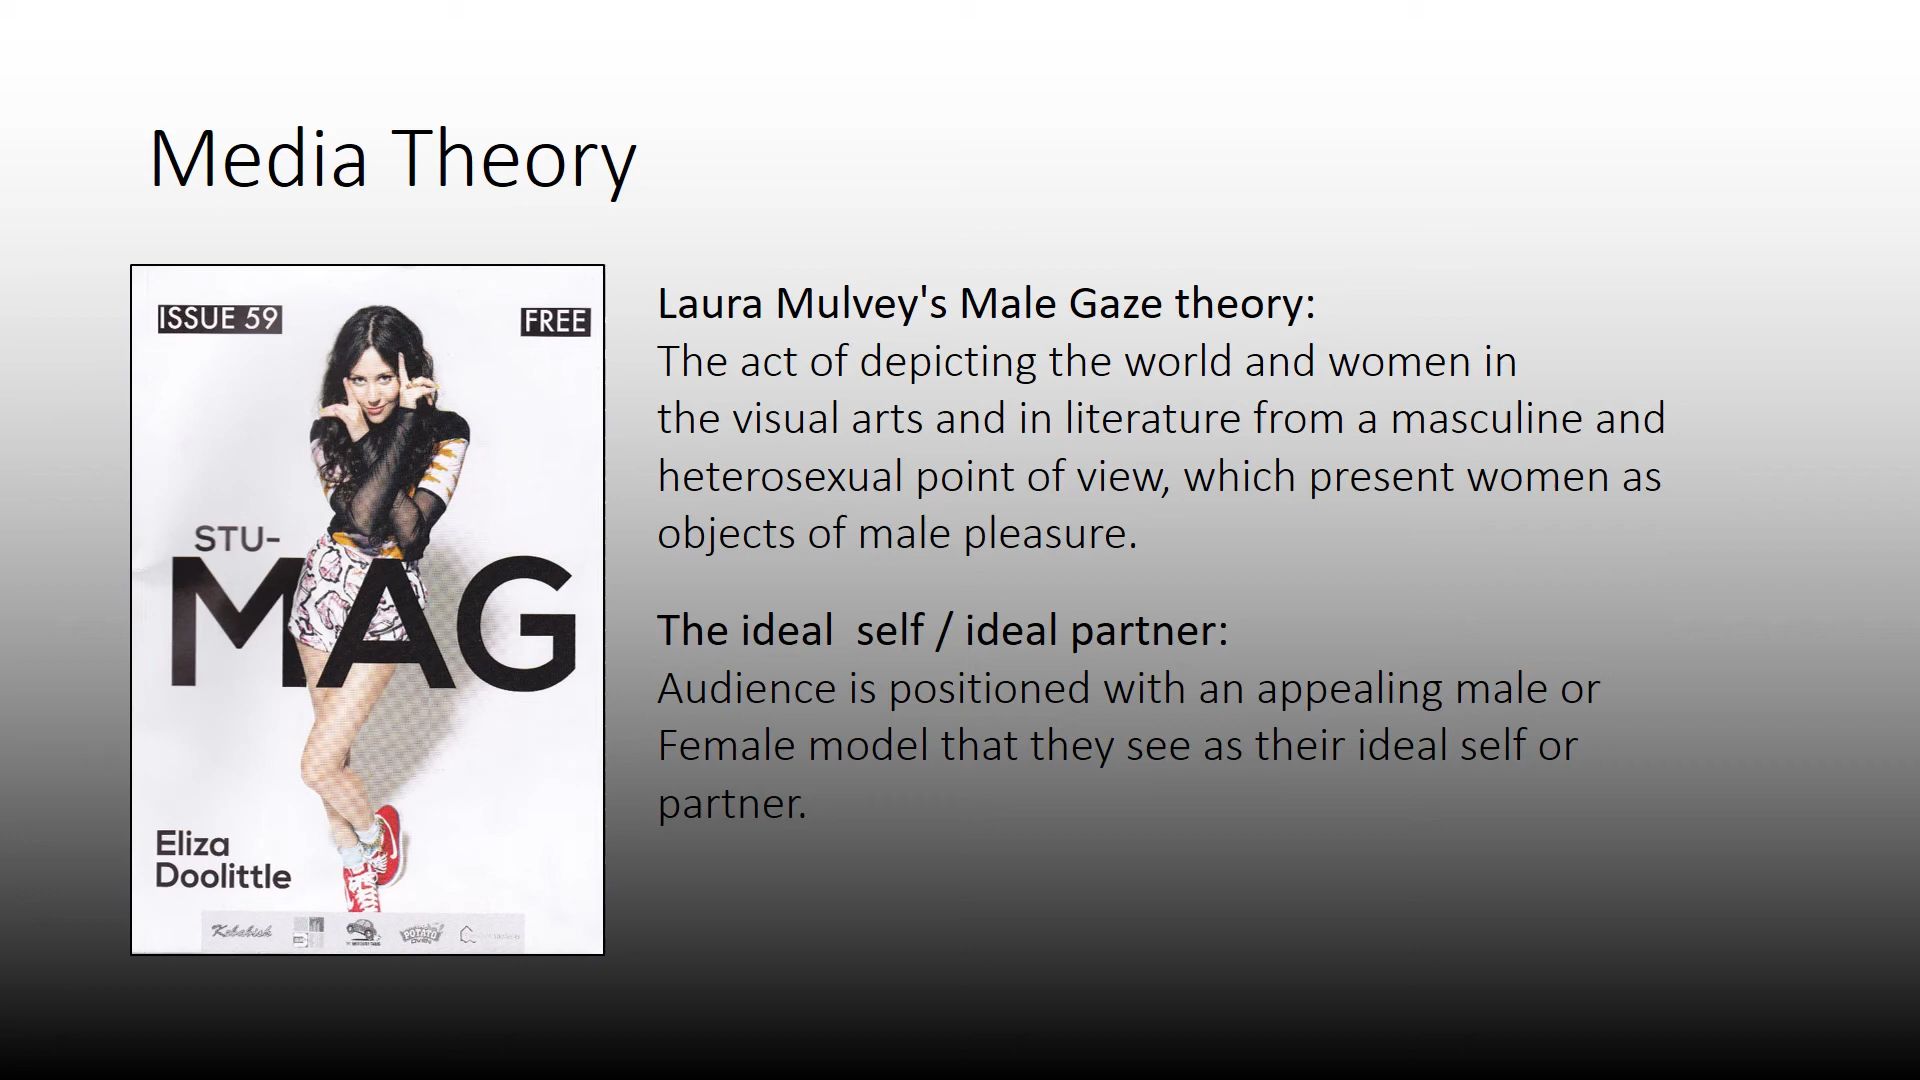 Media Theory
ISSUE 59
FREE
STU-
MAG
Eliza
Doolittle
Kababish
POTATO
OVEN
Laura Mulvey's Male Gaze theory:
The act of depicting the world and women in
the visual arts and in literature from a masculine and
heterosexual point of view, which present women as
objects of male pleasure.
The ideal  self / ideal partner:
Audience is positioned with an appealing male or
Female model that they see as their ideal self or
partner.